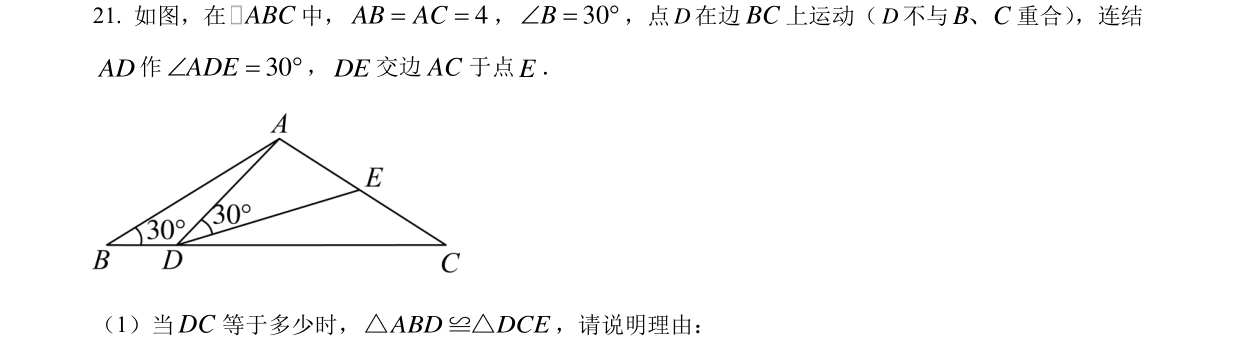 21. 如图，在□ABC中，AB=AC=4，∠B=30°，点D在边BC上运动（D不与B、C重合），连结
AD作∠ADE=30°，DE交边AC于点E．
A
E
30°
30°
B
D
C
（1）当DC等于多少时，△ABD≌△DCE，请说明理由：